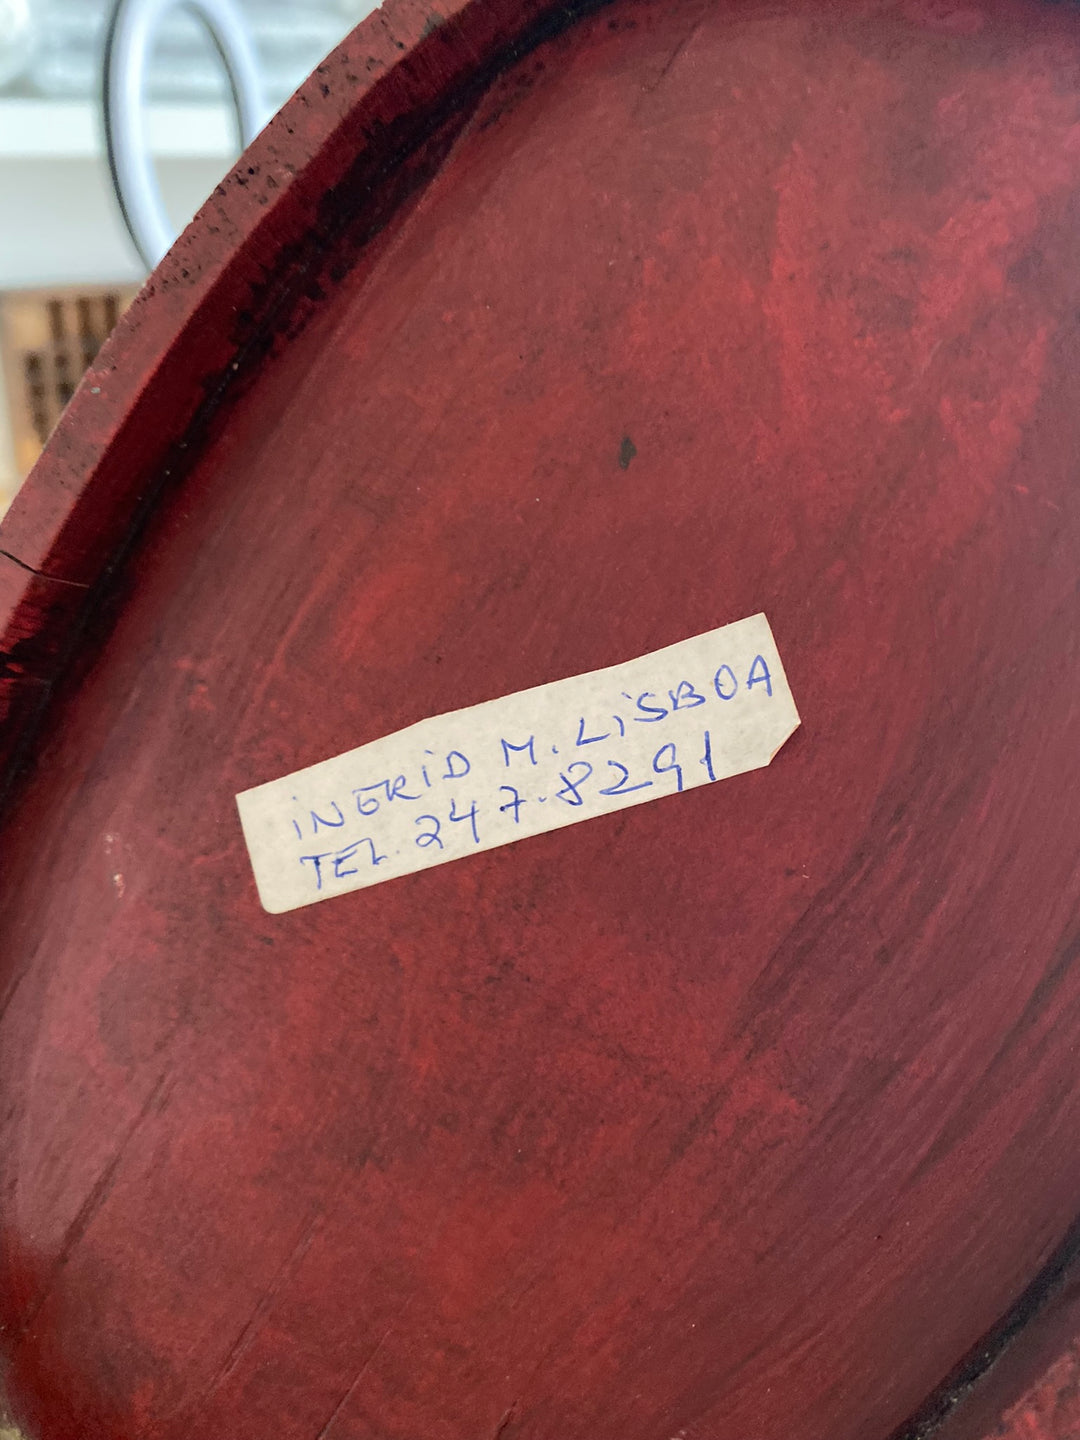 INGRID M. LISBOA
TEL. 247.8291